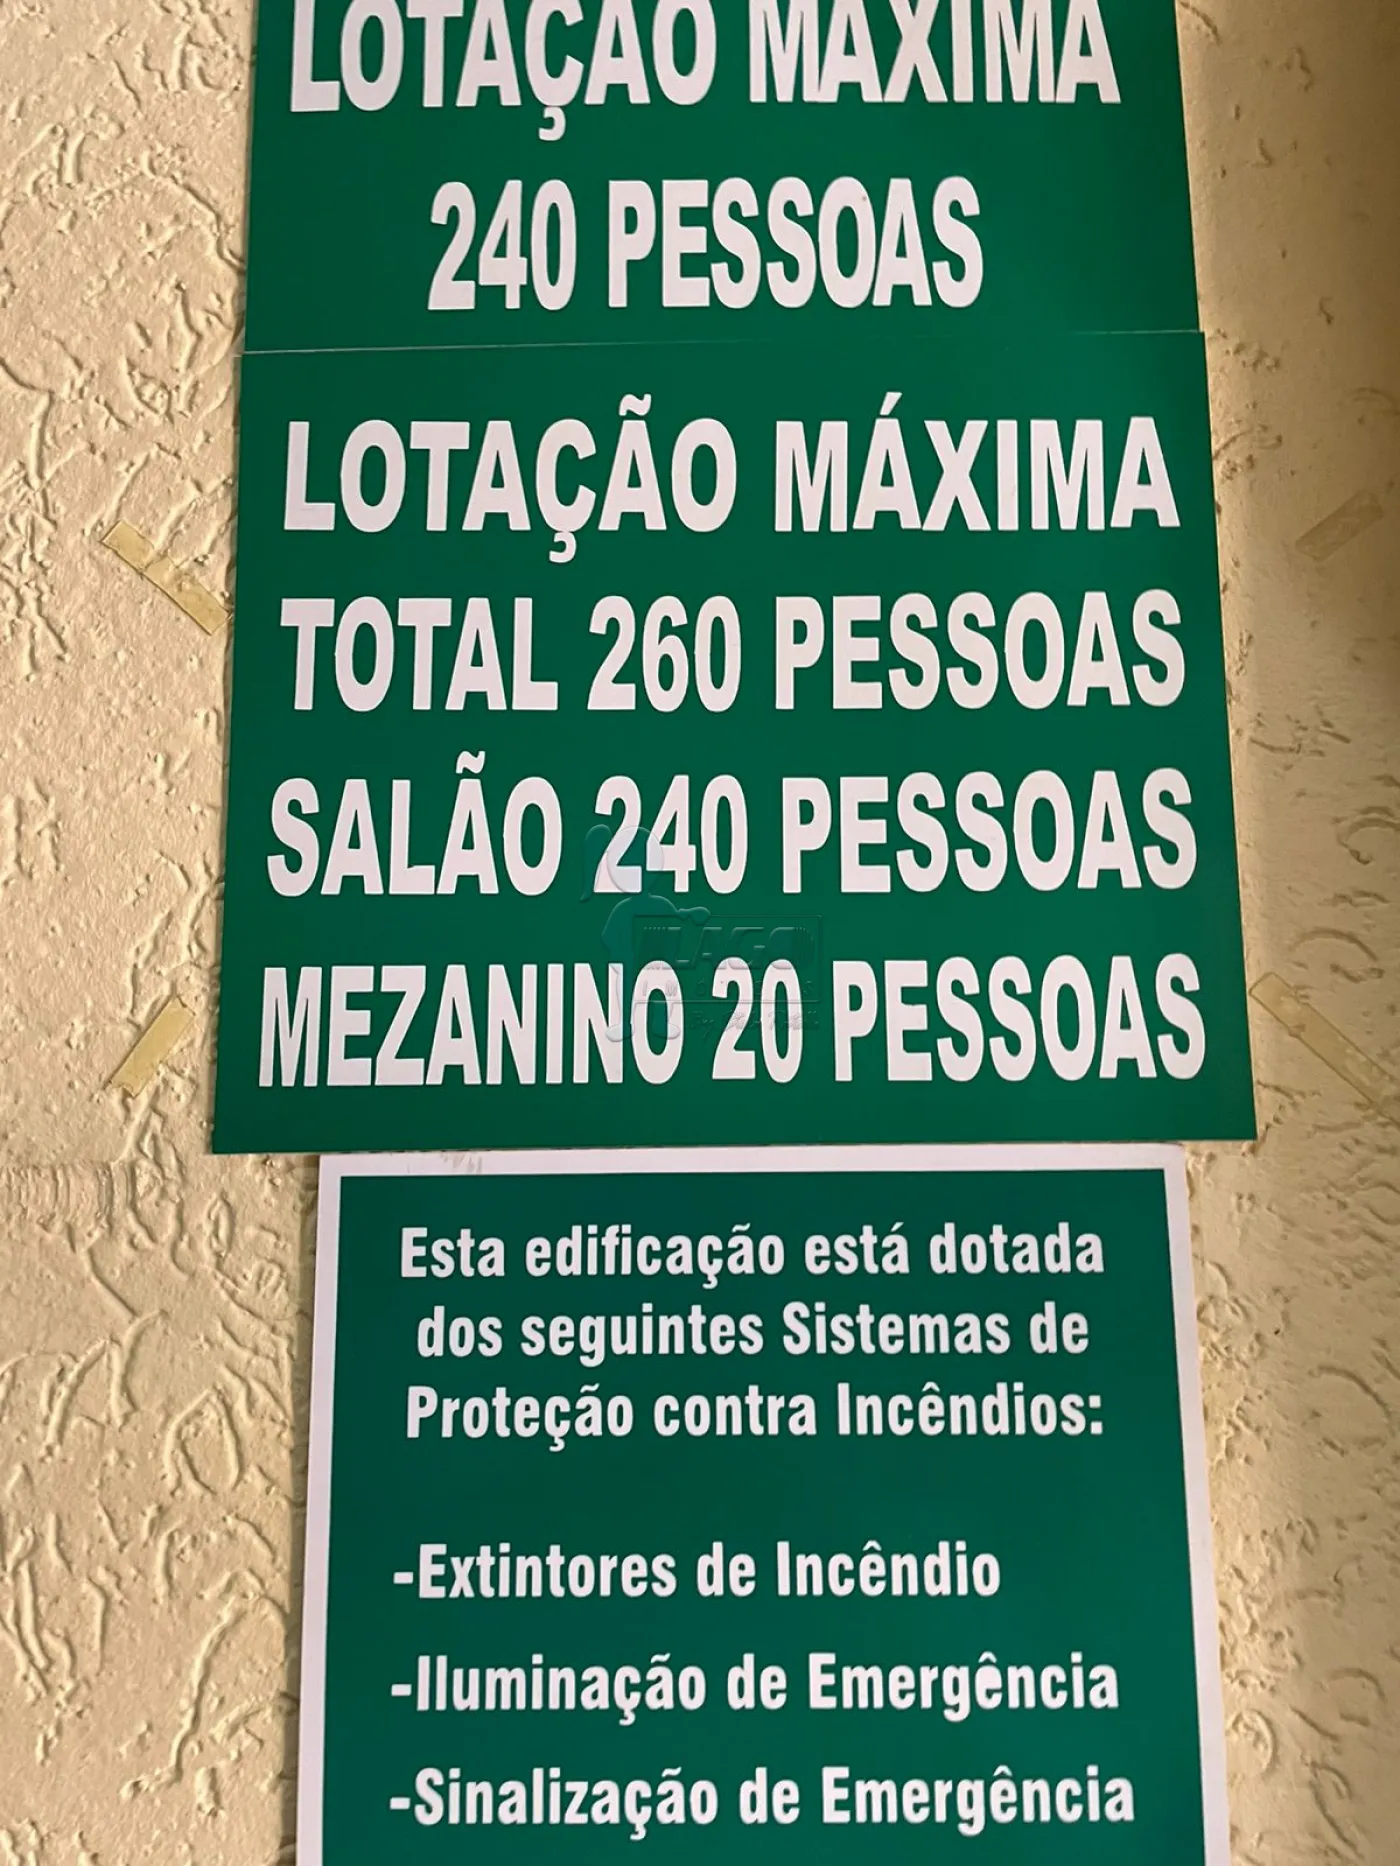 LOTAÇÃO MÁXIMA
240 PESSOAS
LOTAÇÃO MÁXIMA
TOTAL 260 PESSOAS
SALÃO 240 PESSOAS
MEZANINO 20 PESSOAS
LAGO
Esta edificação está dotada
dos seguintes Sistemas de
Proteção contra Incêndios:
-Extintores de Incêndio
-Iluminação de Emergência
-Sinalização de Emergência